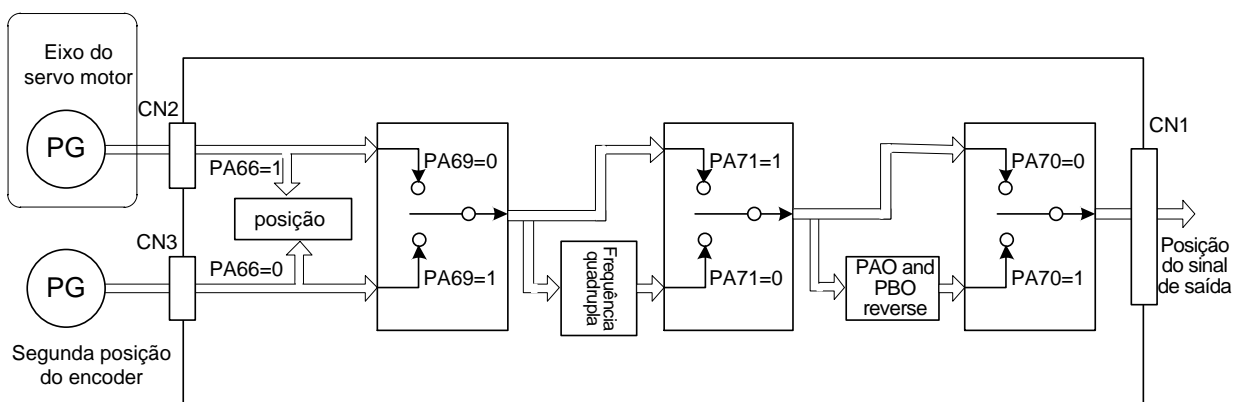 Eixo do
servo motor
PG
CN2
PA66=1
posição
CN3
PA66=0
PG
Segunda posição
do encoder
PA69=0
PA69=1
Frequência
quadrupla
PA71=1
PA71=0
PAO and
PBO
reverse
PA70=0
PA70=1
CN1
Posição
do sinal
de saída